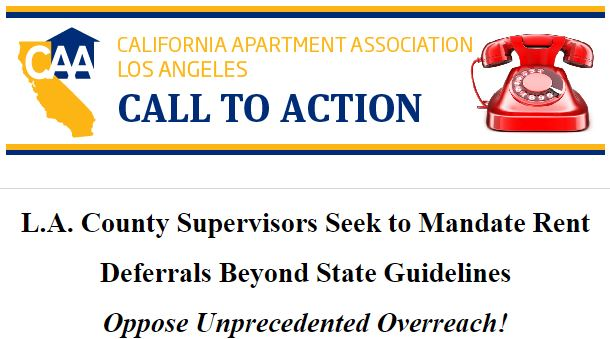 CAA
CALIFORNIA APARTMENT ASSOCIATION
LOS ANGELES
CALL TO ACTION
L.A. County Supervisors Seek to Mandate Rent
Deferrals Beyond State Guidelines
Oppose Unprecedented Overreach!